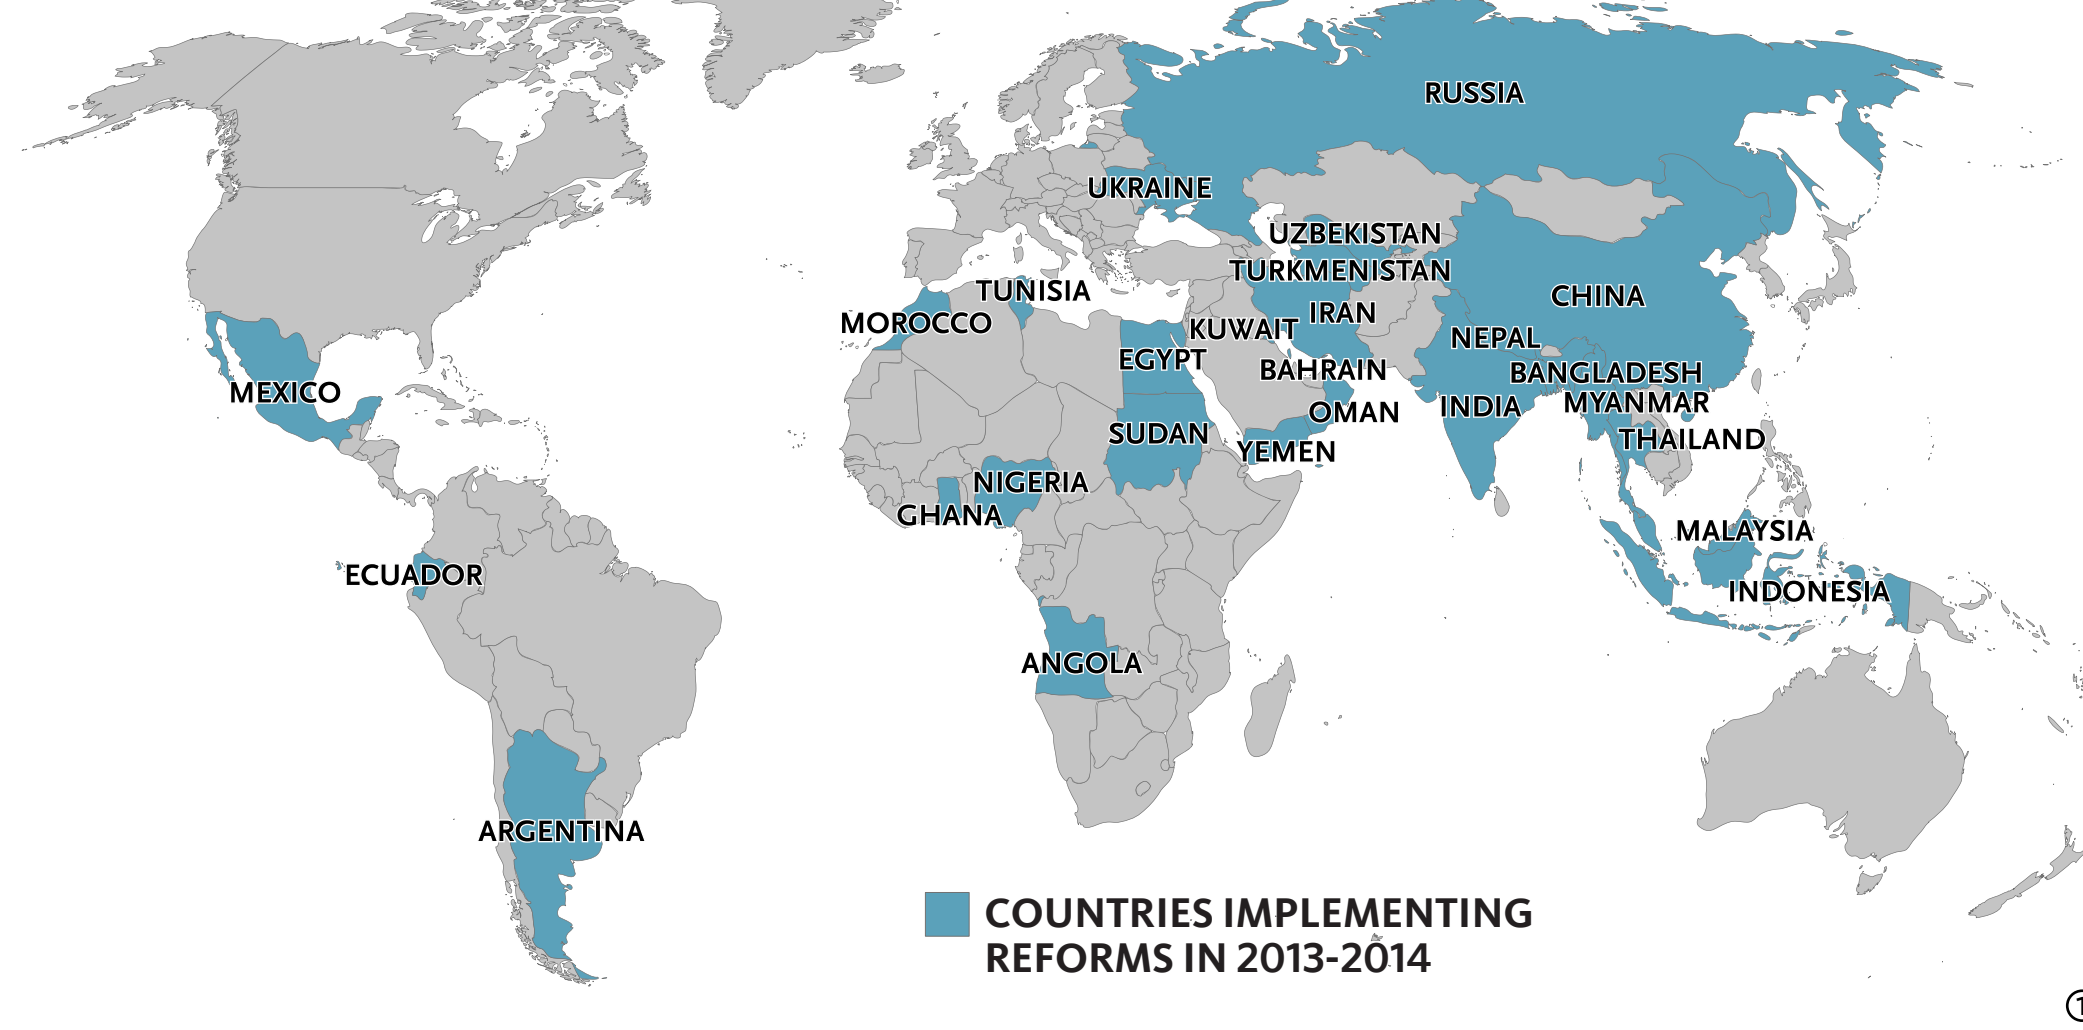 RUSSIA
UKRAINE
UZBEKISTAN
TURKMENISTAN
TUNISIA
CHINA
IRAN
MOROCCO
KUWAIT
NEPAL
EGYPT
BAHRAIN
BANGLADESH
MEXICO
MYANMAR
INDIA
OMAN
SUDAN
THAILAND
YEMEN
NIGERIA
GHANA
MALAYSIA
ECUADOR
INDONESIA
ANGOLA
ARGENTINA
COUNTRIES IMPLEMENTING
REFORMS IN 2013-2014